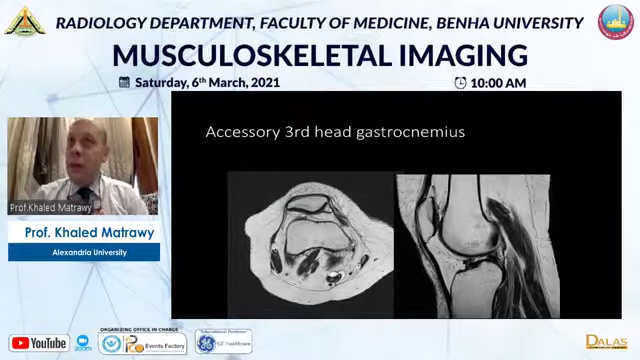 RADIOLOGY DEPARTMENT, FACULTY OF MEDICINE, BENHA UNIVERSITY
MUSCULOSKELETAL IMAGING
Saturday, 6th March, 2021
10:00 AM
Accessory 3rd head gastrocnemius
Prof.Khaled Matrawy
Prof. Khaled Matrawy
Alexandria University
YouTube
zoom
ORGANIZING OFFICE IN CHARGE
Events Factory
Educational Partner
GE Healthcare
DALAS